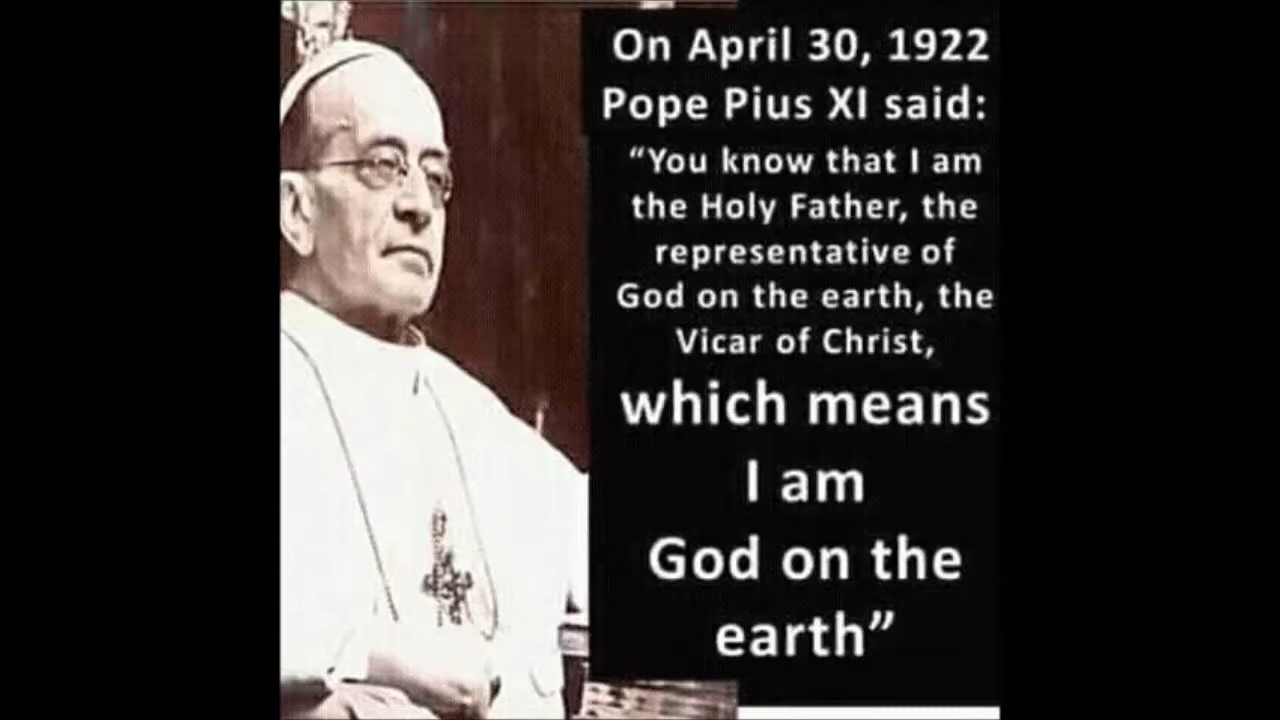 On April 30, 1922
Pope Pius XI said:
“You know that I am
the Holy Father, the
representative of
God on the earth, the
Vicar of Christ,
which means
I am
God on the
earth”